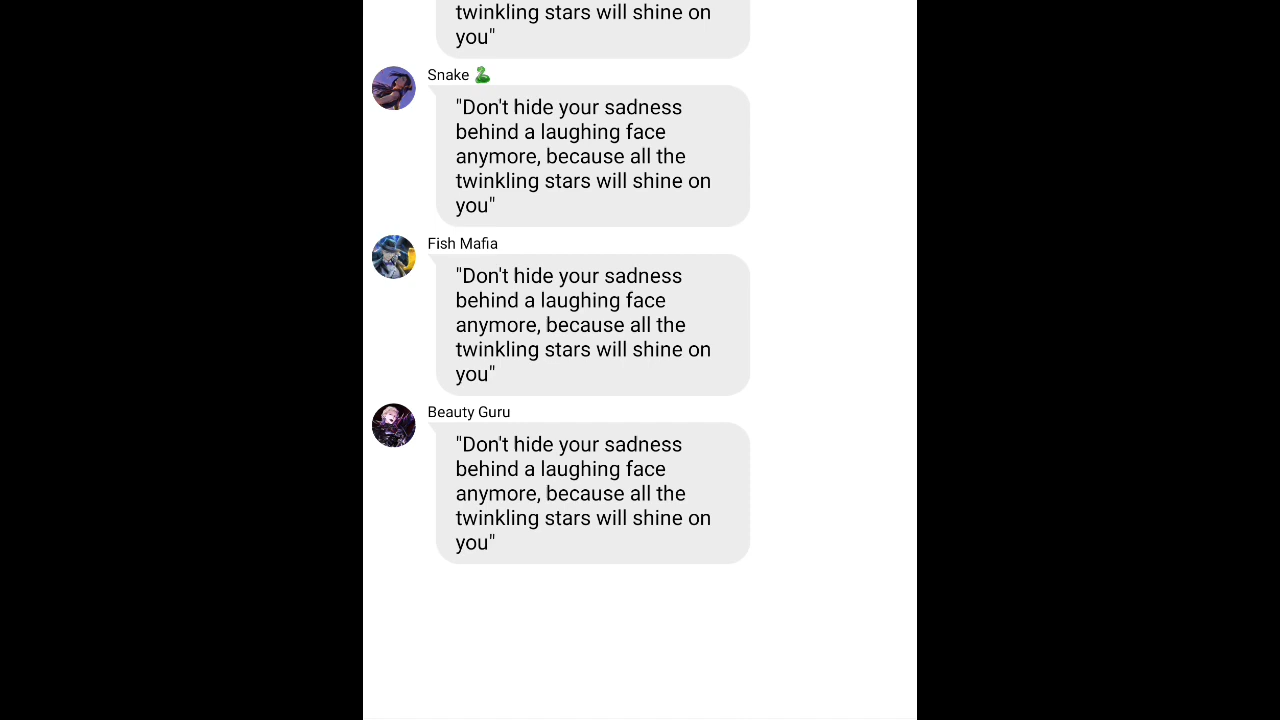 twinkling stars will shine on
you"
Snake 🐍
"Don't hide your sadness
behind a laughing face
anymore, because all the
twinkling stars will shine on
you"
Fish Mafia
"Don't hide your sadness
behind a laughing face
anymore, because all the
twinkling stars will shine on
you"
Beauty Guru
"Don't hide your sadness
behind a laughing face
anymore, because all the
twinkling stars will shine on
you"